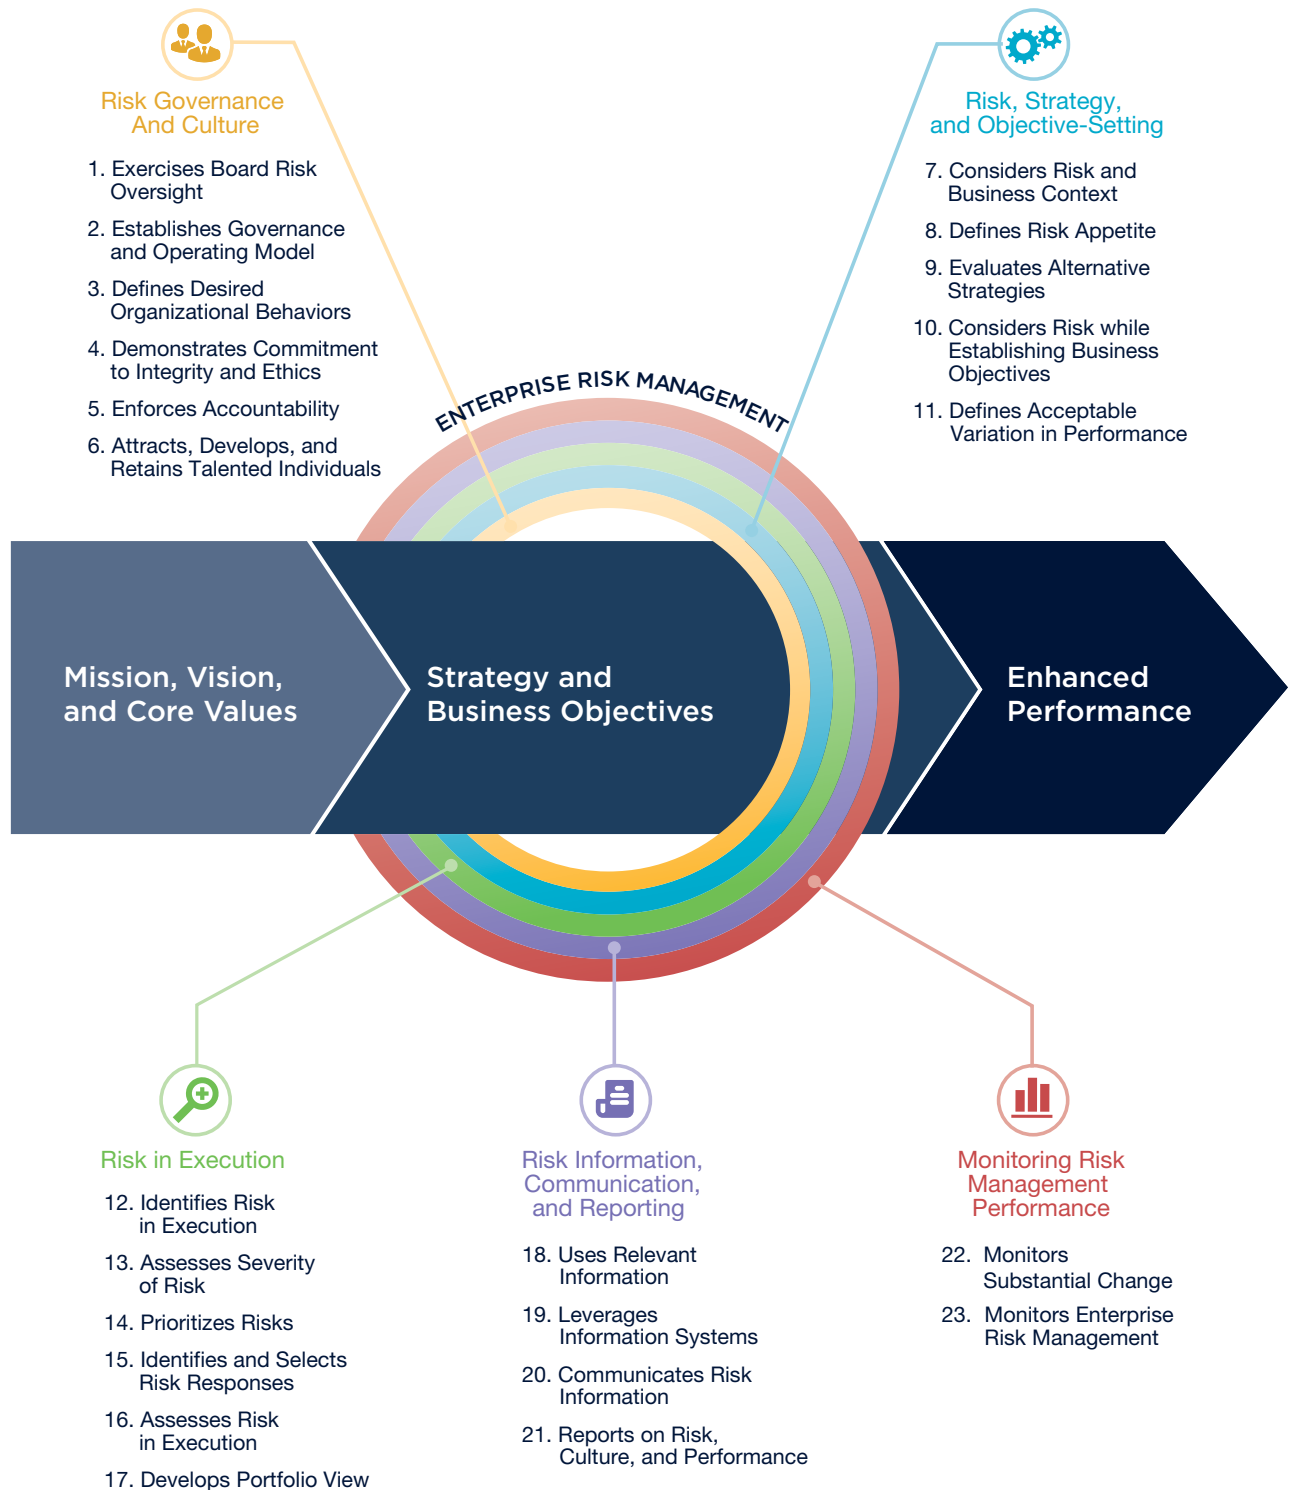 Risk Governance
And Culture
1. Exercises Board Risk
Oversight
2. Establishes Governance
and Operating Model
3. Defines Desired
Organizational Behaviors
4. Demonstrates Commitment
to Integrity and Ethics
5. Enforces Accountability
6. Attracts, Develops, and
Retains Talented Individuals
Risk, Strategy,
and Objective-Setting
7. Considers Risk and
Business Context
8. Defines Risk Appetite
9. Evaluates Alternative
Strategies
10. Considers Risk while
Establishing Business
Objectives
11. Defines Acceptable
Variation in Performance
ENTERPRISE RISK MANAGEMENT
Mission, Vision,
and Core Values
Strategy and
Business Objectives
Enhanced
Performance
Risk in Execution
12. Identifies Risk
in Execution
13. Assesses Severity
of Risk
14. Prioritizes Risks
15. Identifies and Selects
Risk Responses
16. Assesses Risk
in Execution
17. Develops Portfolio View
Risk Information,
Communication,
and Reporting
18. Uses Relevant
Information
19. Leverages
Information Systems
20. Communicates Risk
Information
21. Reports on Risk,
Culture, and Performance
Monitoring Risk
Management
Performance
22. Monitors
Substantial Change
23. Monitors Enterprise
Risk Management